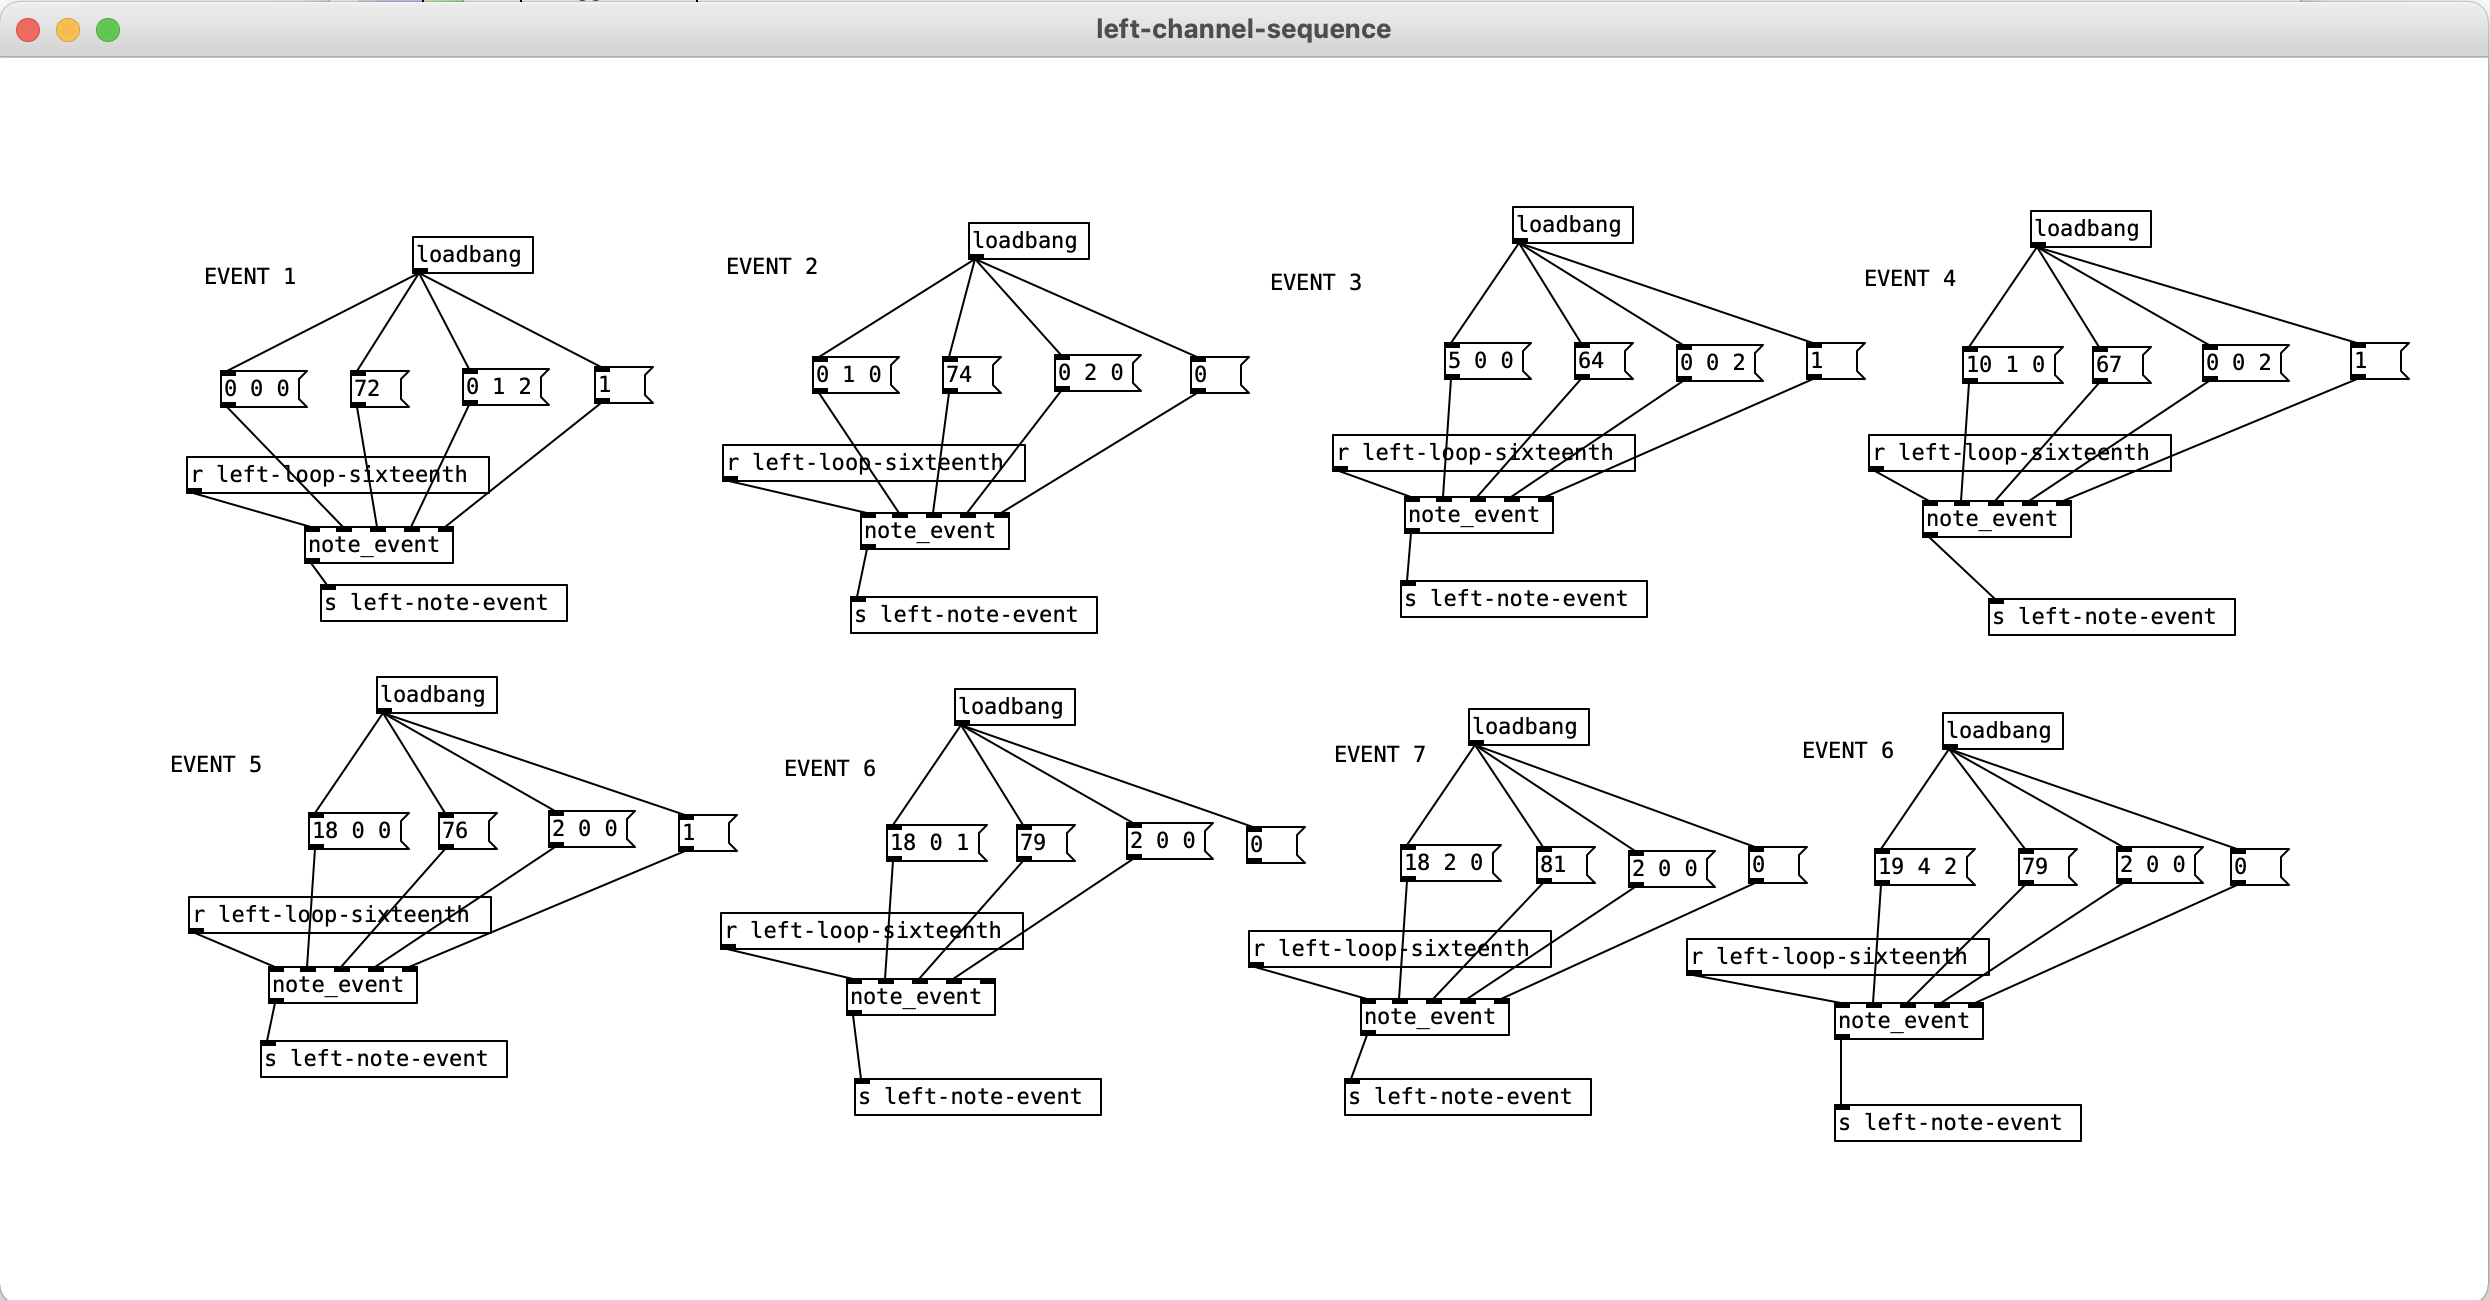 left-channel-sequence
loadbang
EVENT 1
0 0 0
72
0 1 2
1
r left-loop-sixteenth
note_event
s left-note-event
loadbang
EVENT 2
0 1 0
74
0 2 0
0
r left-loop-sixteenth
note_event
s left-note-event
loadbang
EVENT 3
5 0 0
64
0 0 2
1
r left-loop-sixteenth
note_event
s left-note-event
loadbang
EVENT 4
10 1 0
67
0 0 2
1
r left-loop-sixteenth
note_event
s left-note-event
loadbang
EVENT 5
18 0 0
76
2 0 0
1
r left-loop-sixteenth
note_event
s left-note-event
loadbang
EVENT 6
18 0 1
79
2 0 0
0
r left-loop-sixteenth
note_event
s left-note-event
loadbang
EVENT 7
18 2 0
81
2 0 0
0
r left-loop-sixteenth
note_event
s left-note-event
loadbang
EVENT 6
19 4 2
79
2 0 0
0
r left-loop-sixteenth
note_event
s left-note-event